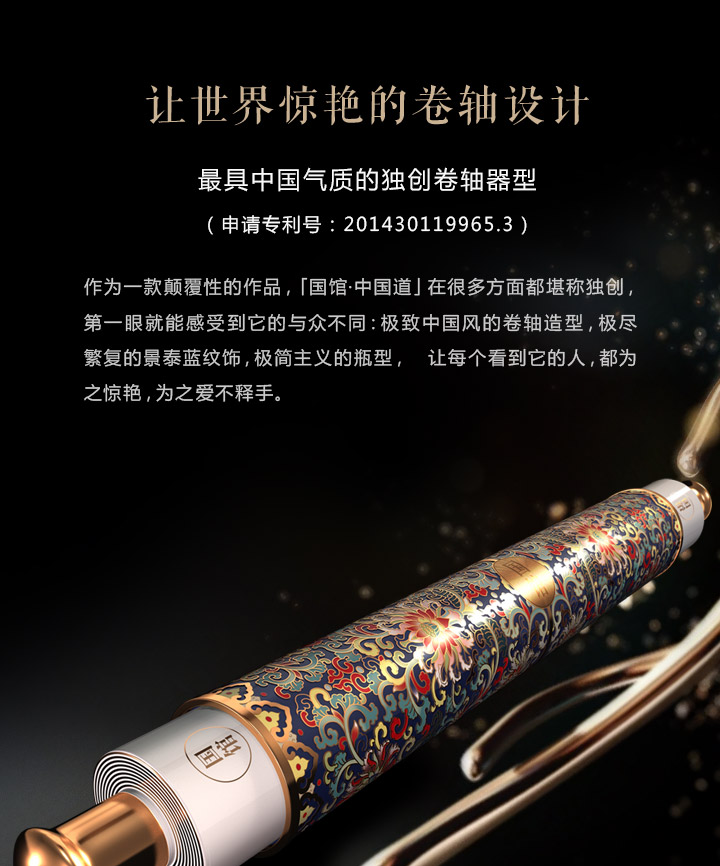 让世界惊艳的卷轴设计
最具中国气质的独创卷轴器型
（申请专利号：201430119965.3）
作为一款颠覆性的作品，「国馆·中国道」在很多方面都堪称独创，
第一眼就能感受到它的与众不同：极致中国风的卷轴造型，极尽
繁复的景泰蓝纹饰，极简主义的瓶型，　让每个看到它的人，都为
之惊艳，为之爱不释手。
国馆